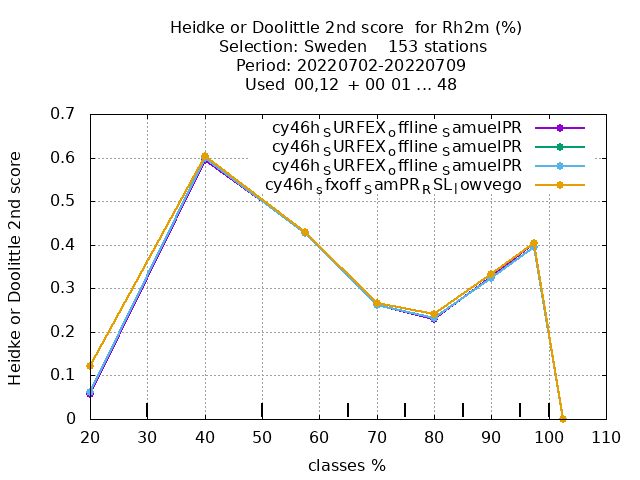 Heidke or Doolittle 2nd score  for Rh2m (%)
Selection: Sweden    153 stations
Period: 20220702-20220709
Used  00,12  + 00 01 ... 48
cy46h_SURFEX_offline_SamuelPR
cy46h_SURFEX_offline_SamuelPR
cy46h_SURFEX_offline_SamuelPR
cy46h_sfxoff_SamPR_RSL_lowvego
Heidke or Doolittle 2nd score
0.7
0.6
0.5
0.4
0.3
0.2
0.1
0
20 30 40 50 60 70 80 90 100 110
classes %